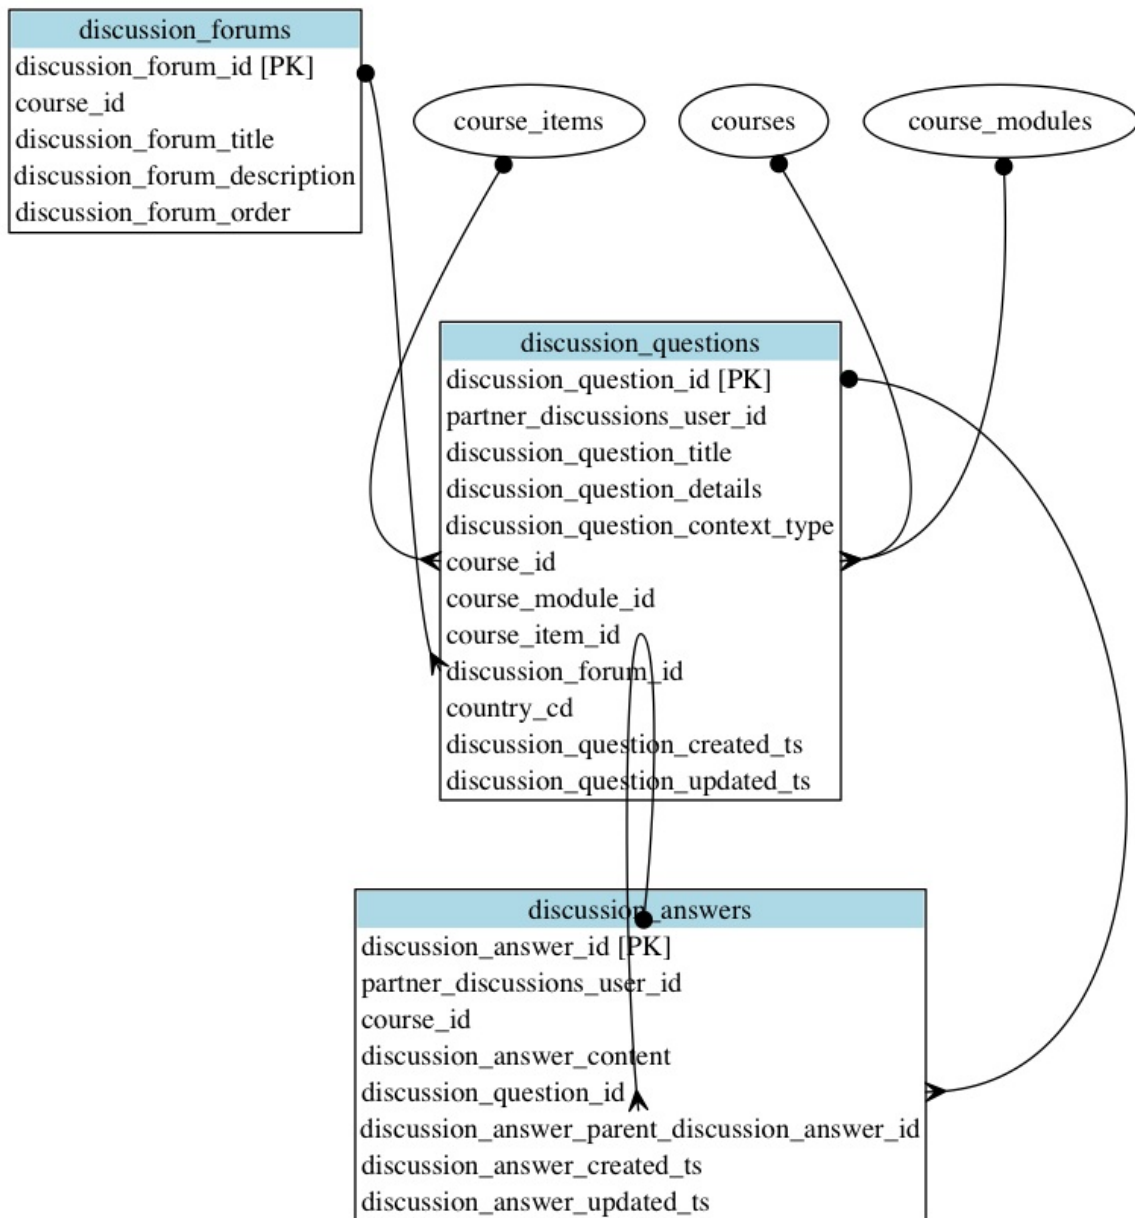 discussion_forums
discussion_forum_id [PK]
course_id
discussion_forum_title
discussion_forum_description
discussion_forum_order
course_items
courses
course_modules
discussion_questions
discussion_question_id [PK]
partner_discussions_user_id
discussion_question_title
discussion_question_details
discussion_question_context_type
course_id
course_module_id
course_item_id
discussion_forum_id
country_cd
discussion_question_created_ts
discussion_question_updated_ts
discussion_answers
discussion_answer_id [PK]
partner_discussions_user_id
course_id
discussion_answer_content
discussion_question_id
discussion_answer_parent_discussion_answer_id
discussion_answer_created_ts
discussion_answer_updated_ts